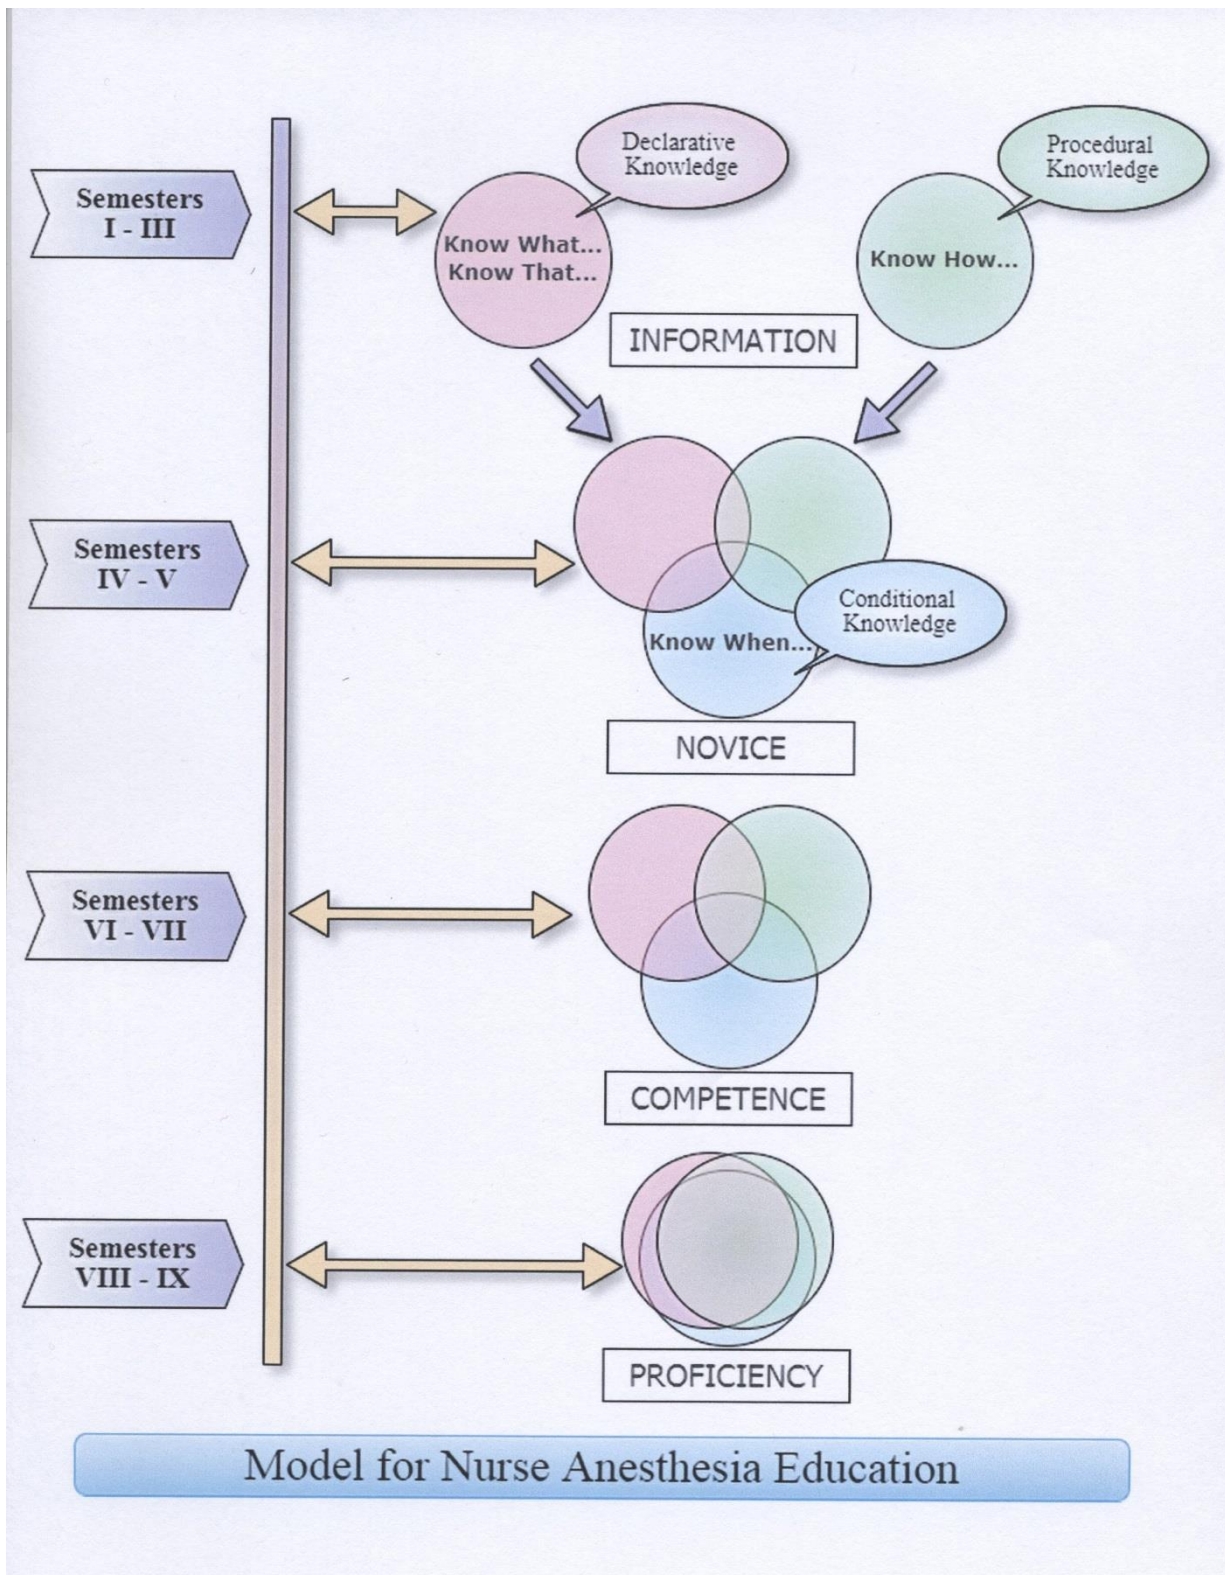 Declarative
Knowledge
Procedural
Knowledge
Semesters
I - III
Know What...
Know That...
Know How...
INFORMATION
Semesters
IV - V
Conditional
Knowledge
Know When...
NOVICE
Semesters
VI - VII
COMPETENCE
Semesters
VIII - IX
PROFICIENCY
Model for Nurse Anesthesia Education